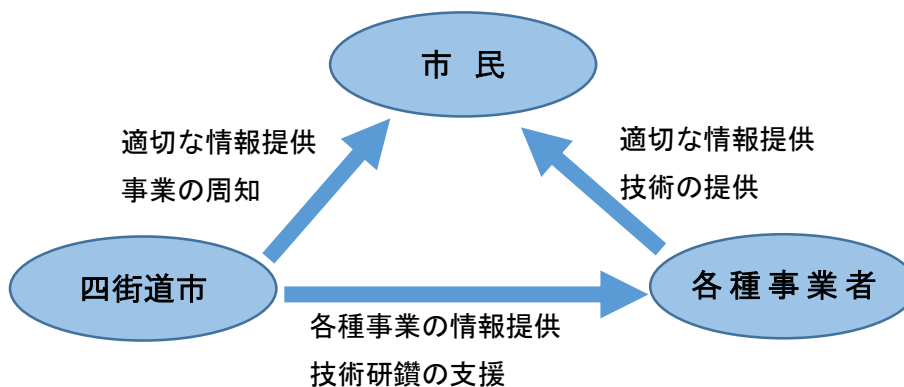 市 民
適切な情報提供
事業の周知
適切な情報提供
技術の提供
四街道市
各種事業者
各種事業の情報提供
技術研鑽の支援